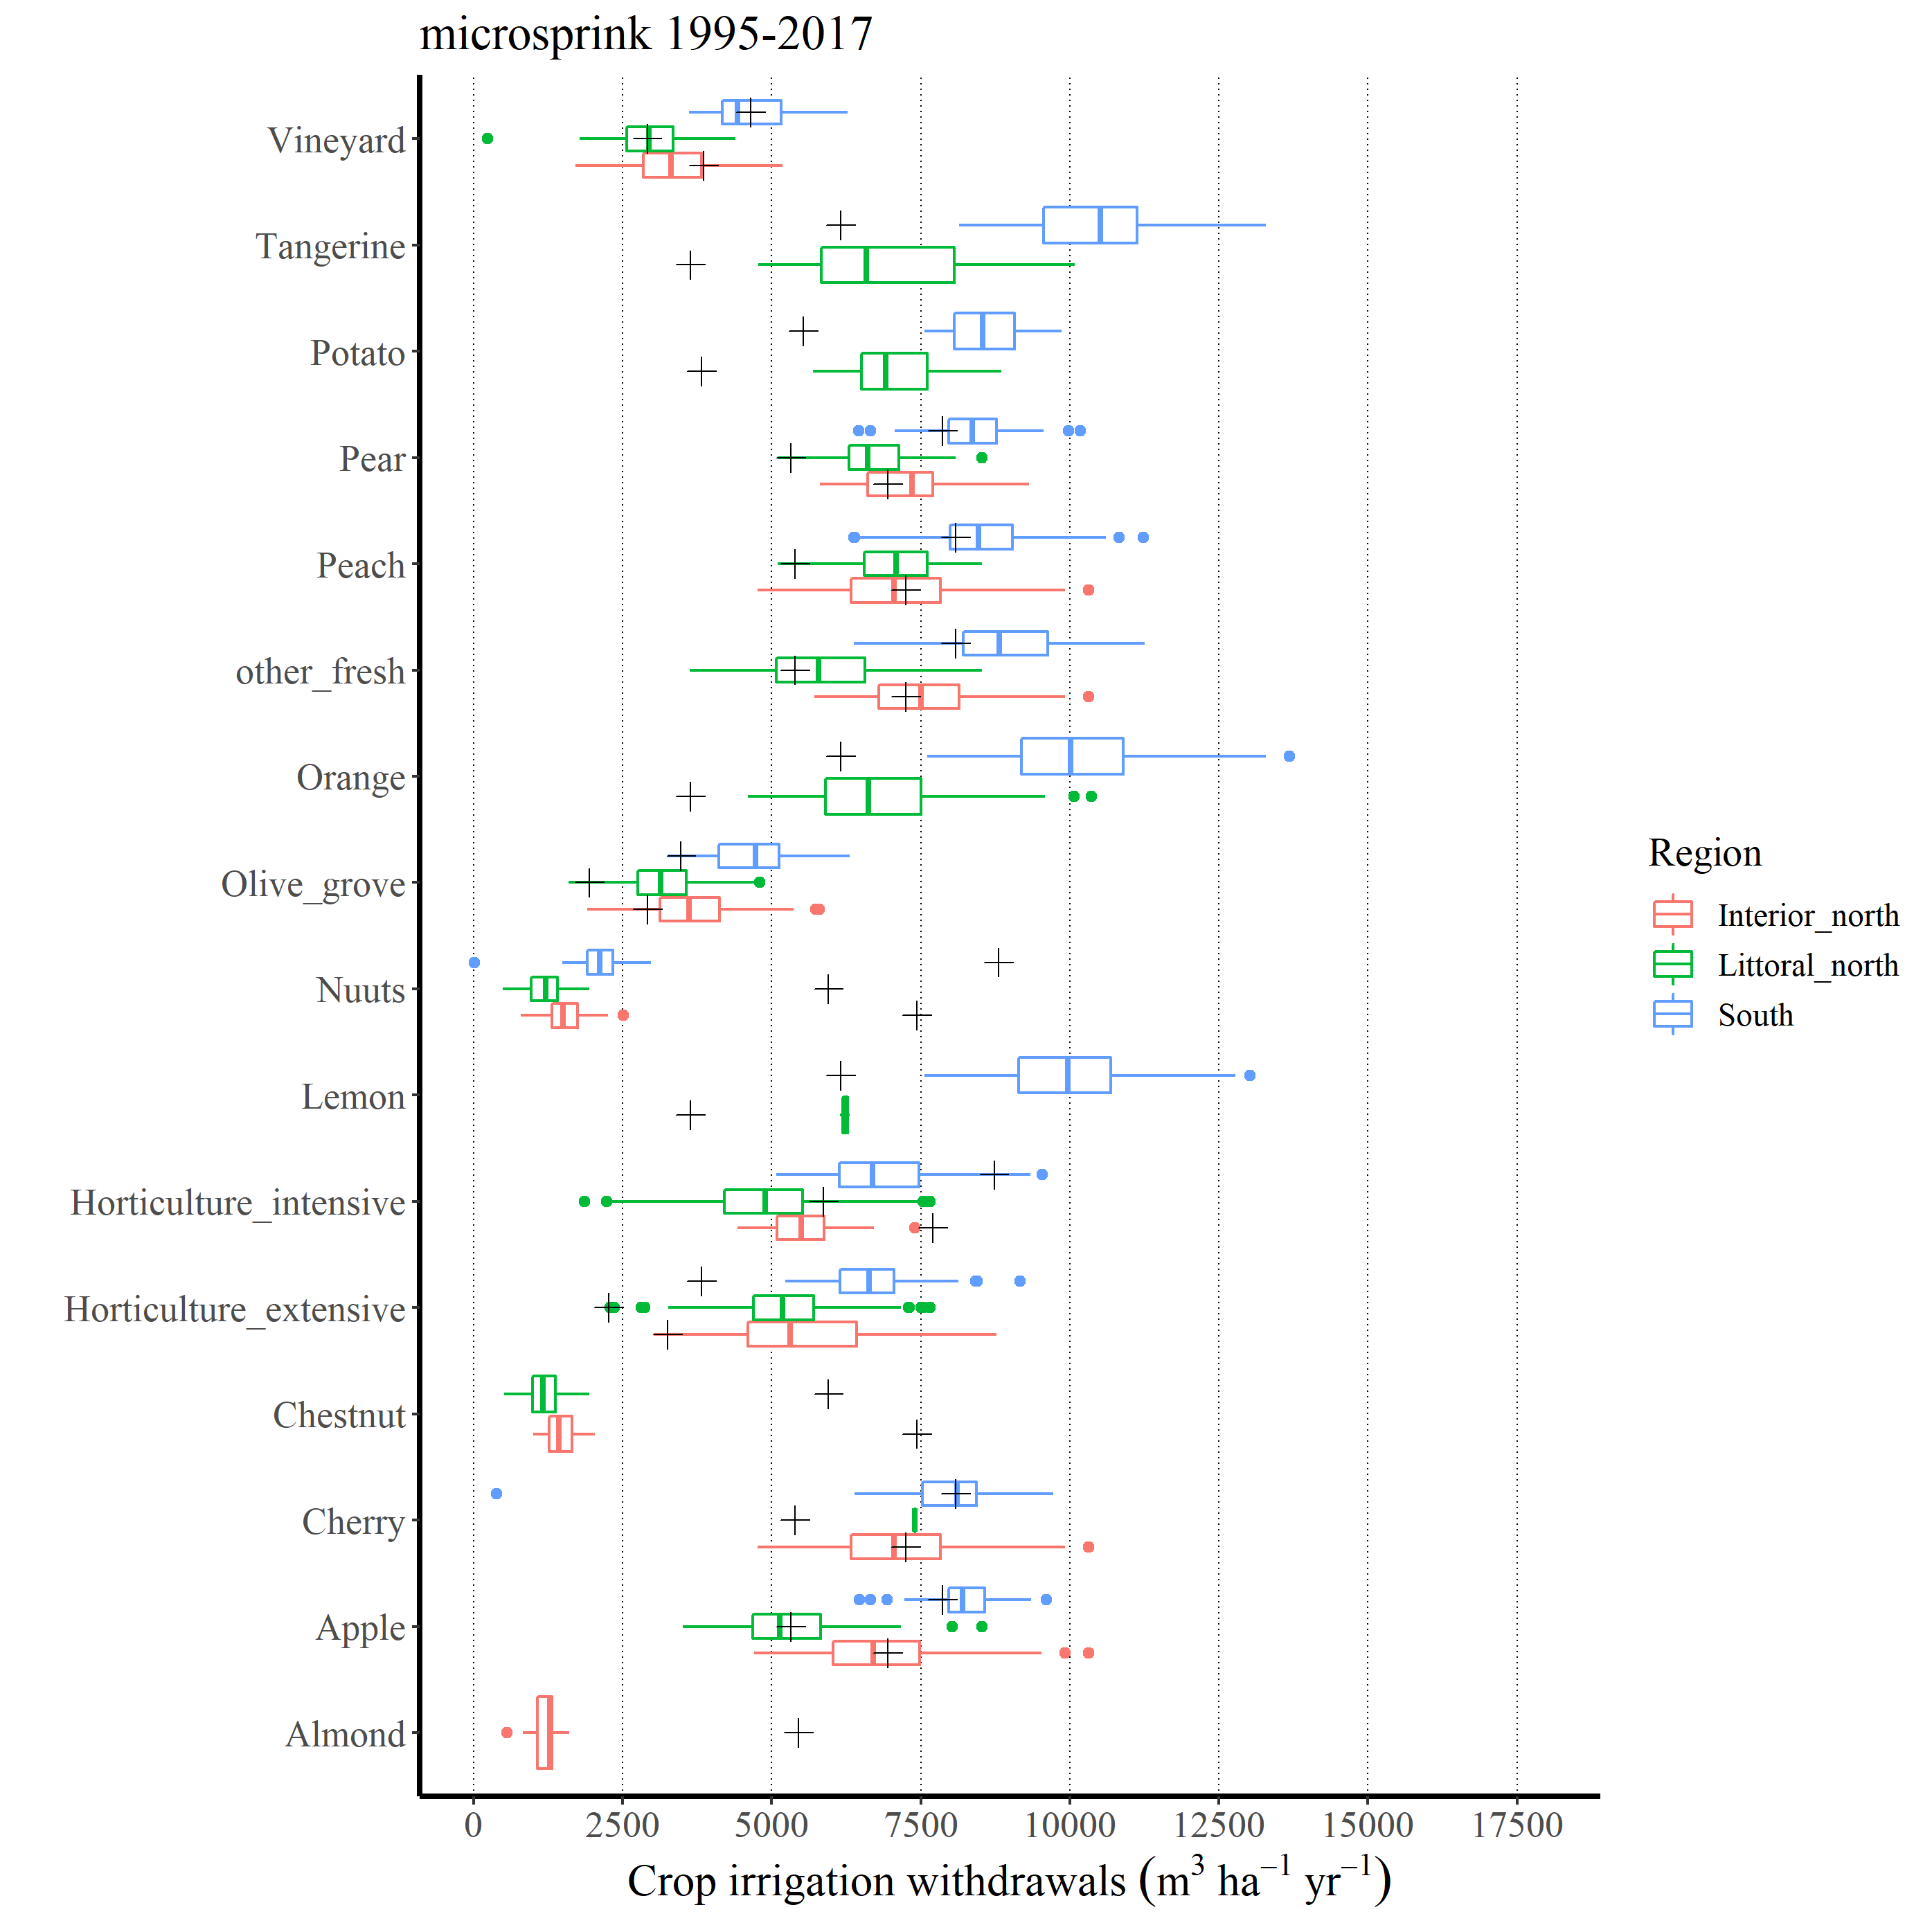 microsprink 1995-2017
Vineyard
Tangerine
Potato
Pear
Peach
other_fresh
Orange
Olive_grove
Nuuts
Lemon
Horticulture_intensive
Horticulture_extensive
Chestnut
Cherry
Apple
Almond
Region
Interior_north
Littoral_north
South
0 2500 5000 7500 10000 12500 15000 17500
Crop irrigation withdrawals (m³ ha⁻¹ yr⁻¹)